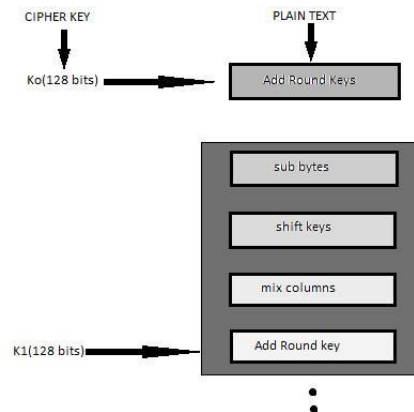 CIPHER KEY
PLAIN TEXT
Ko(128 bits)
Add Round Keys
sub bytes
shift keys
mix columns
K1(128 bits)
Add Round key